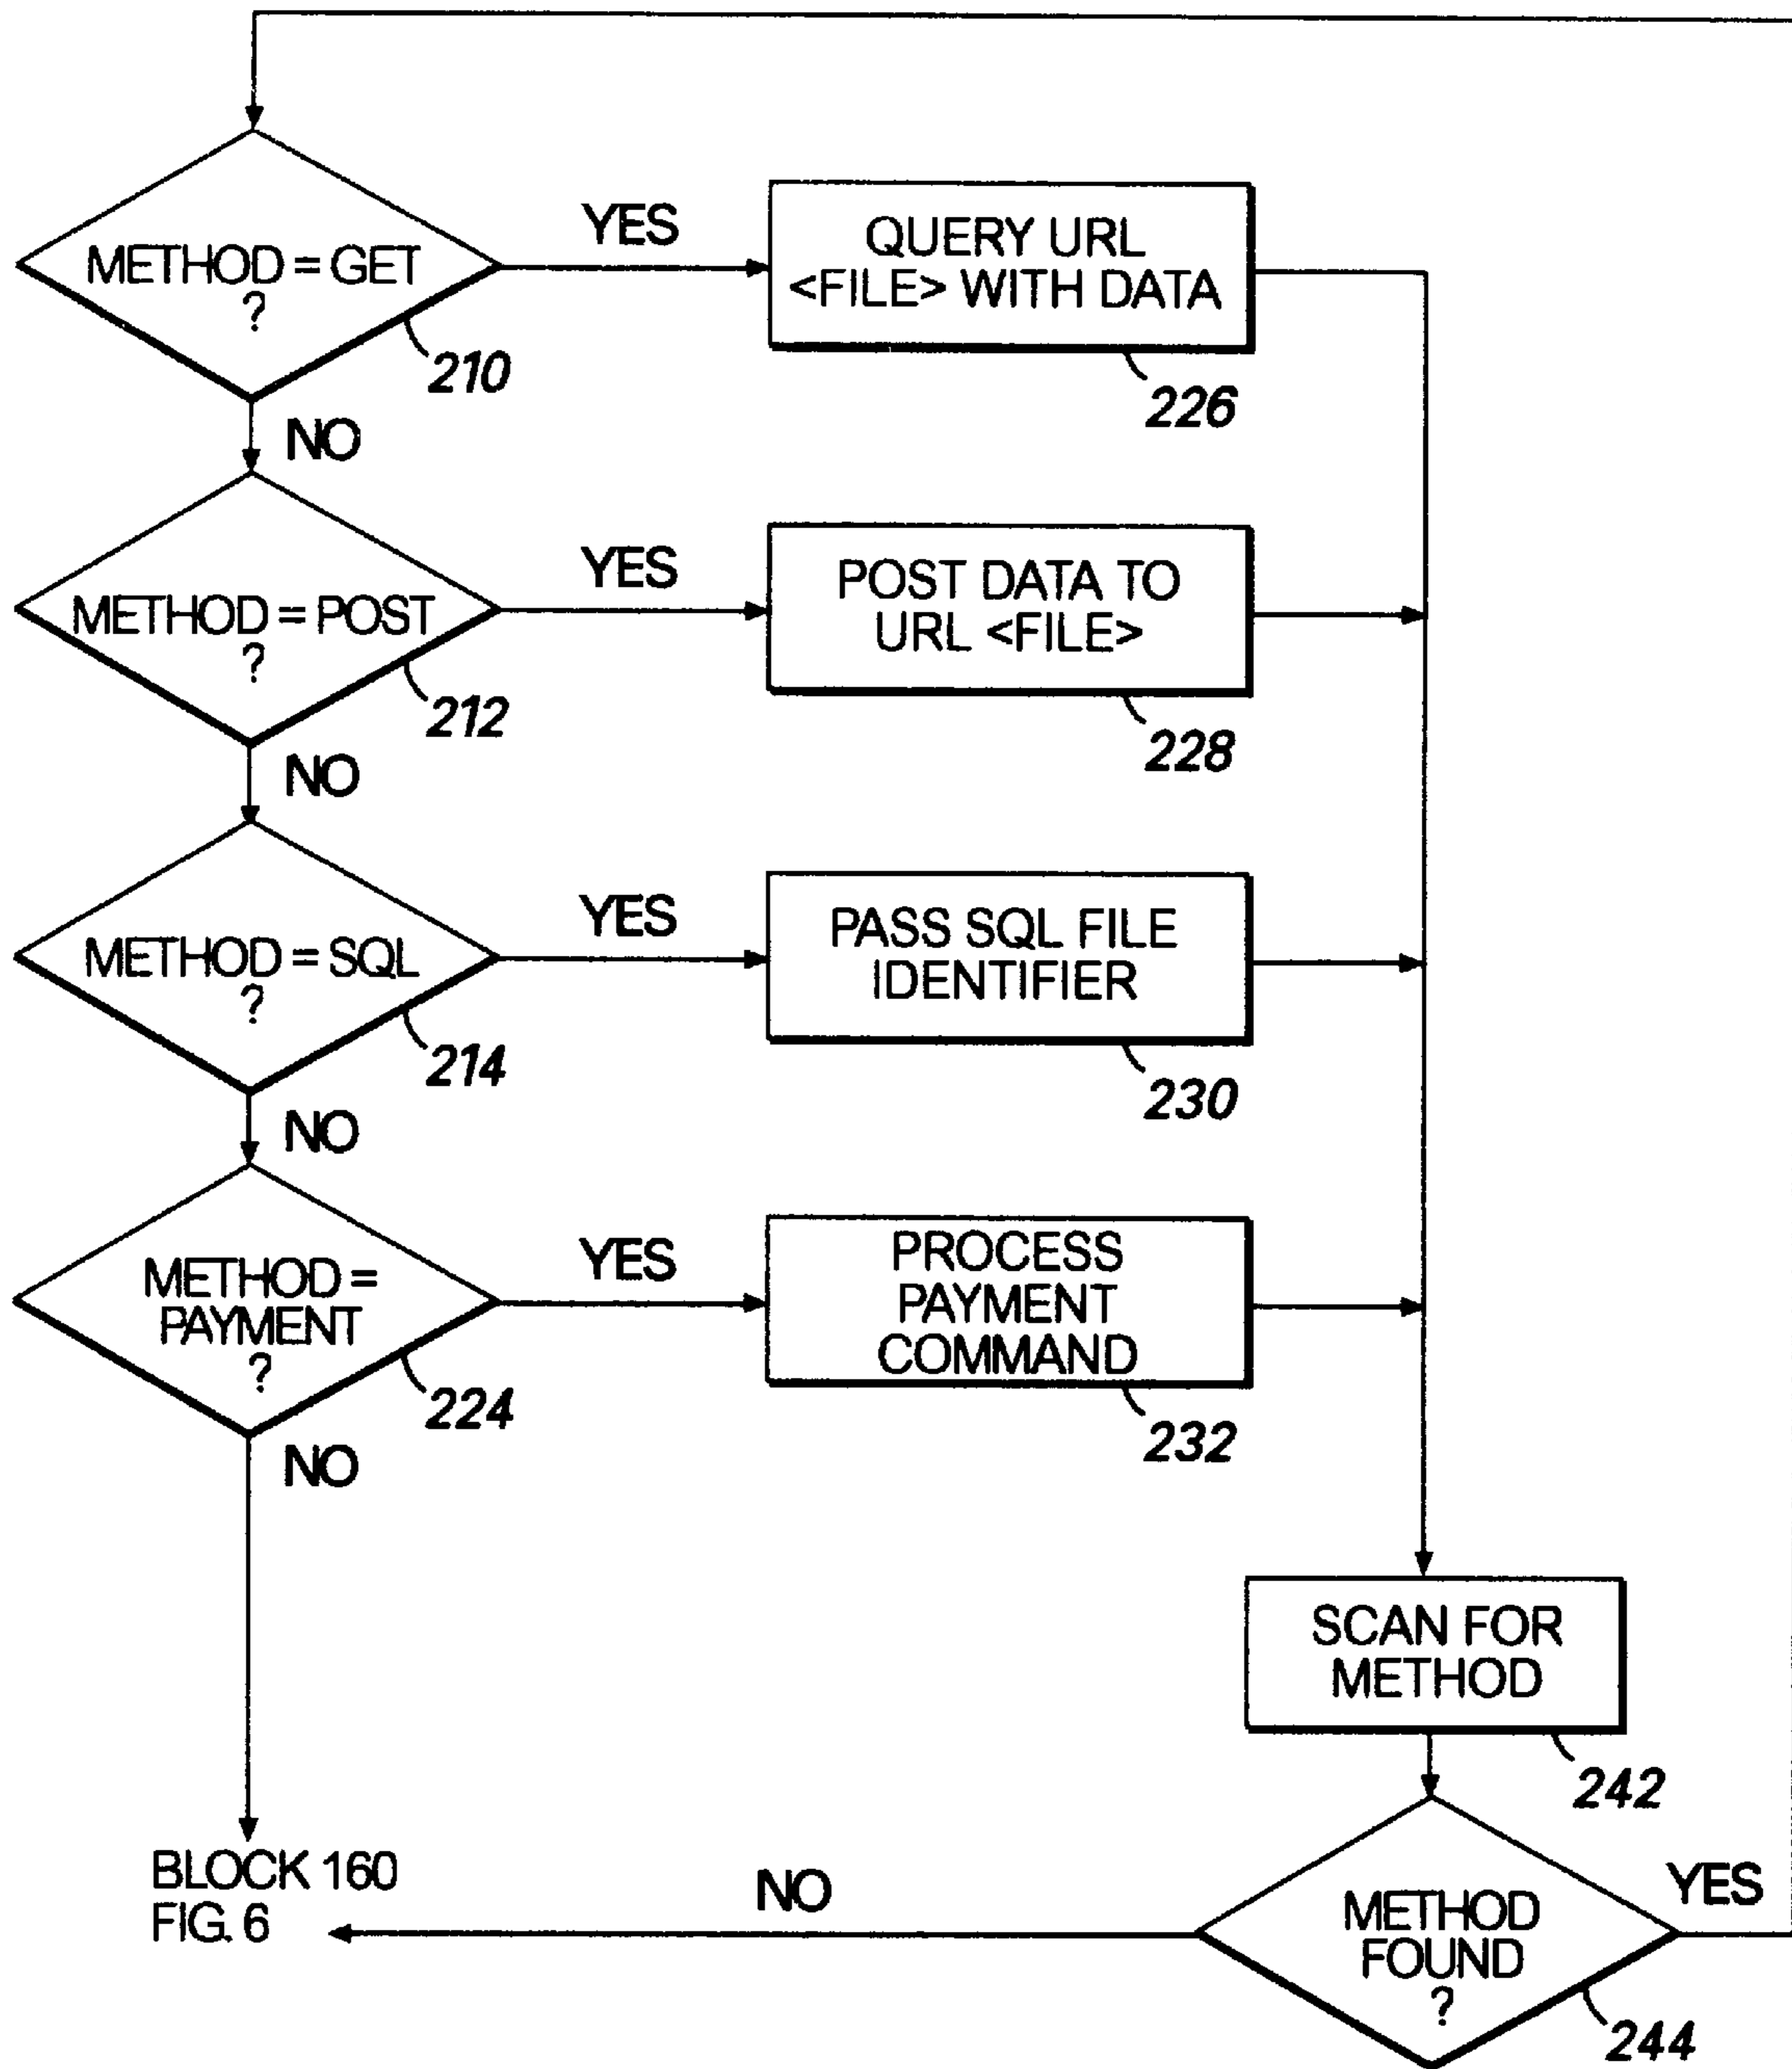 METHOD = GET
?
210
YES
QUERY URL
<FILE> WITH DATA
226
NO
METHOD = POST
?
212
YES
POST DATA TO
URL <FILE>
228
NO
METHOD = SQL
?
214
YES
PASS SQL FILE
IDENTIFIER
230
NO
METHOD =
PAYMENT
?
224
YES
PROCESS
PAYMENT
COMMAND
232
NO
SCAN FOR
METHOD
242
BLOCK 160
FIG. 6
NO
METHOD
FOUND
?
244
YES